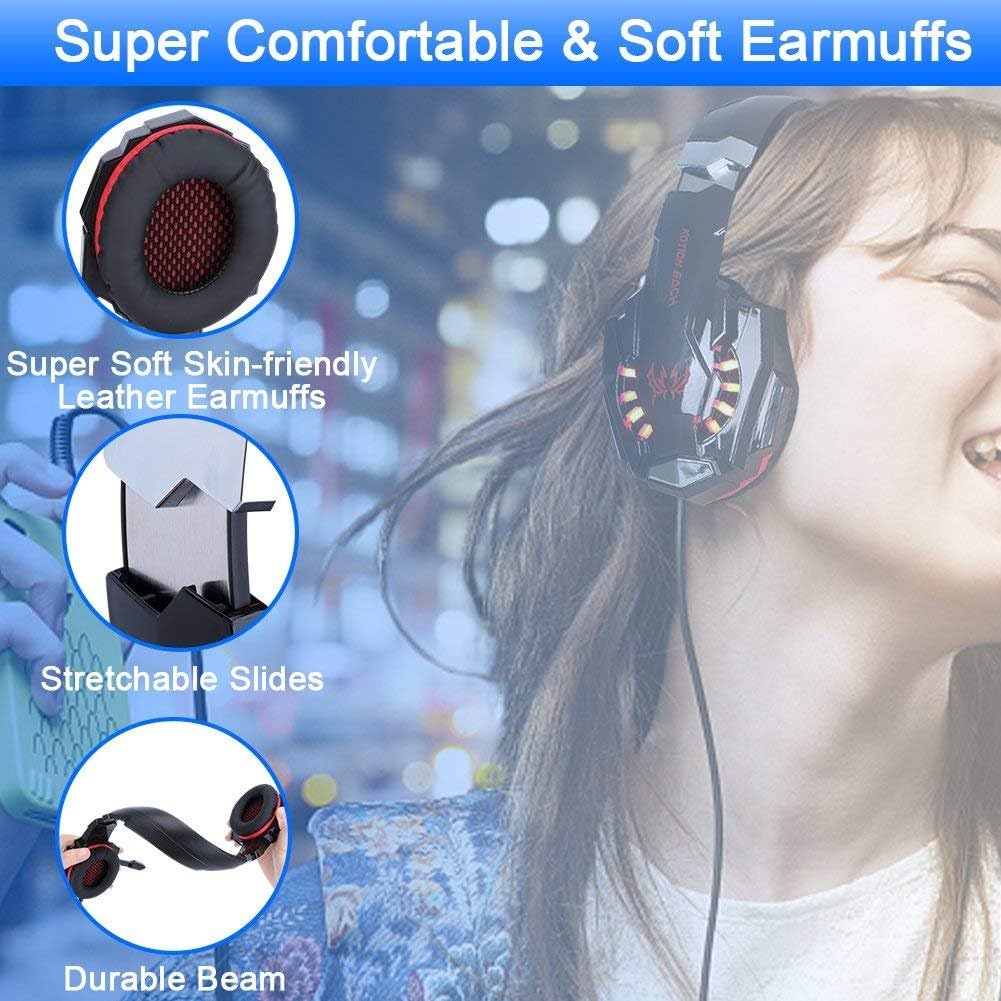 Super Comfortable & Soft Earmuffs
KOTION EACH
Super Soft Skin-friendly
Leather Earmuffs
Stretchable Slides
Durable Beam